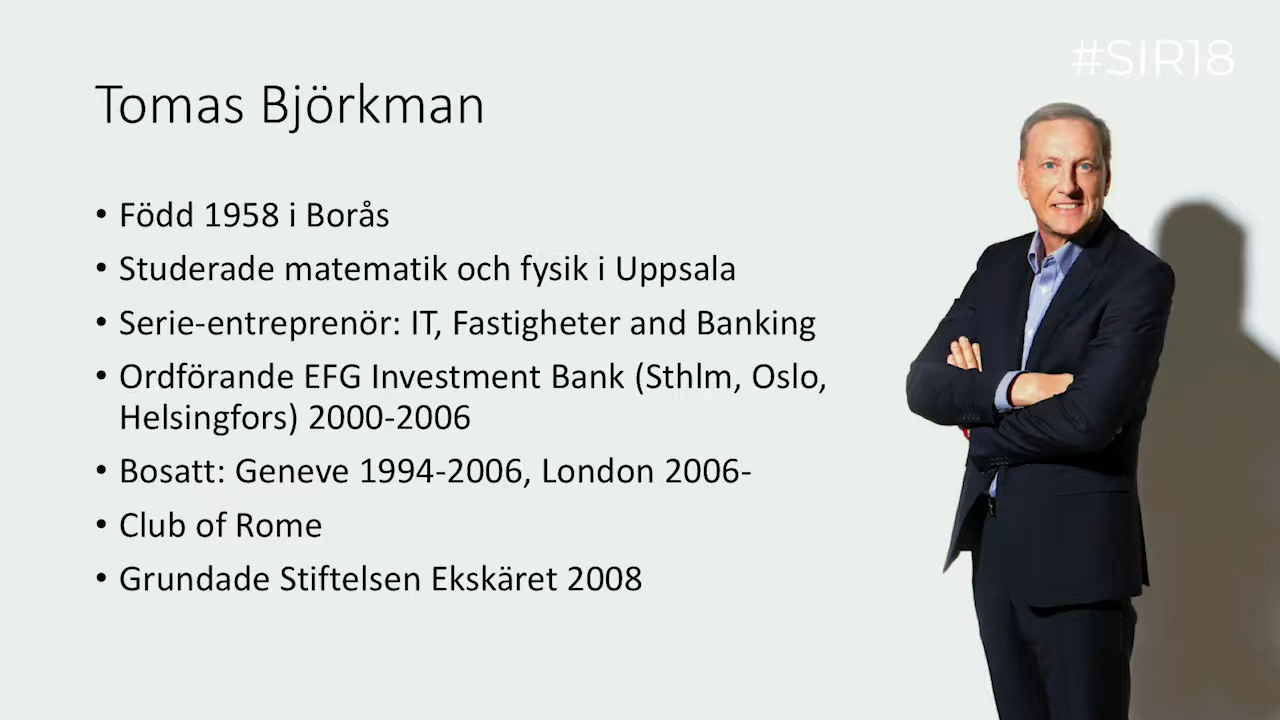 #SIR18
Tomas Björkman
• Född 1958 i Borås
• Studerade matematik och fysik i Uppsala
• Serie-entreprenör: IT, Fastigheter and Banking
• Ordförande EFG Investment Bank (Sthlm, Oslo,
Helsingfors) 2000-2006
• Bosatt: Geneve 1994-2006, London 2006-
• Club of Rome
• Grundade Stiftelsen Ekskäret 2008